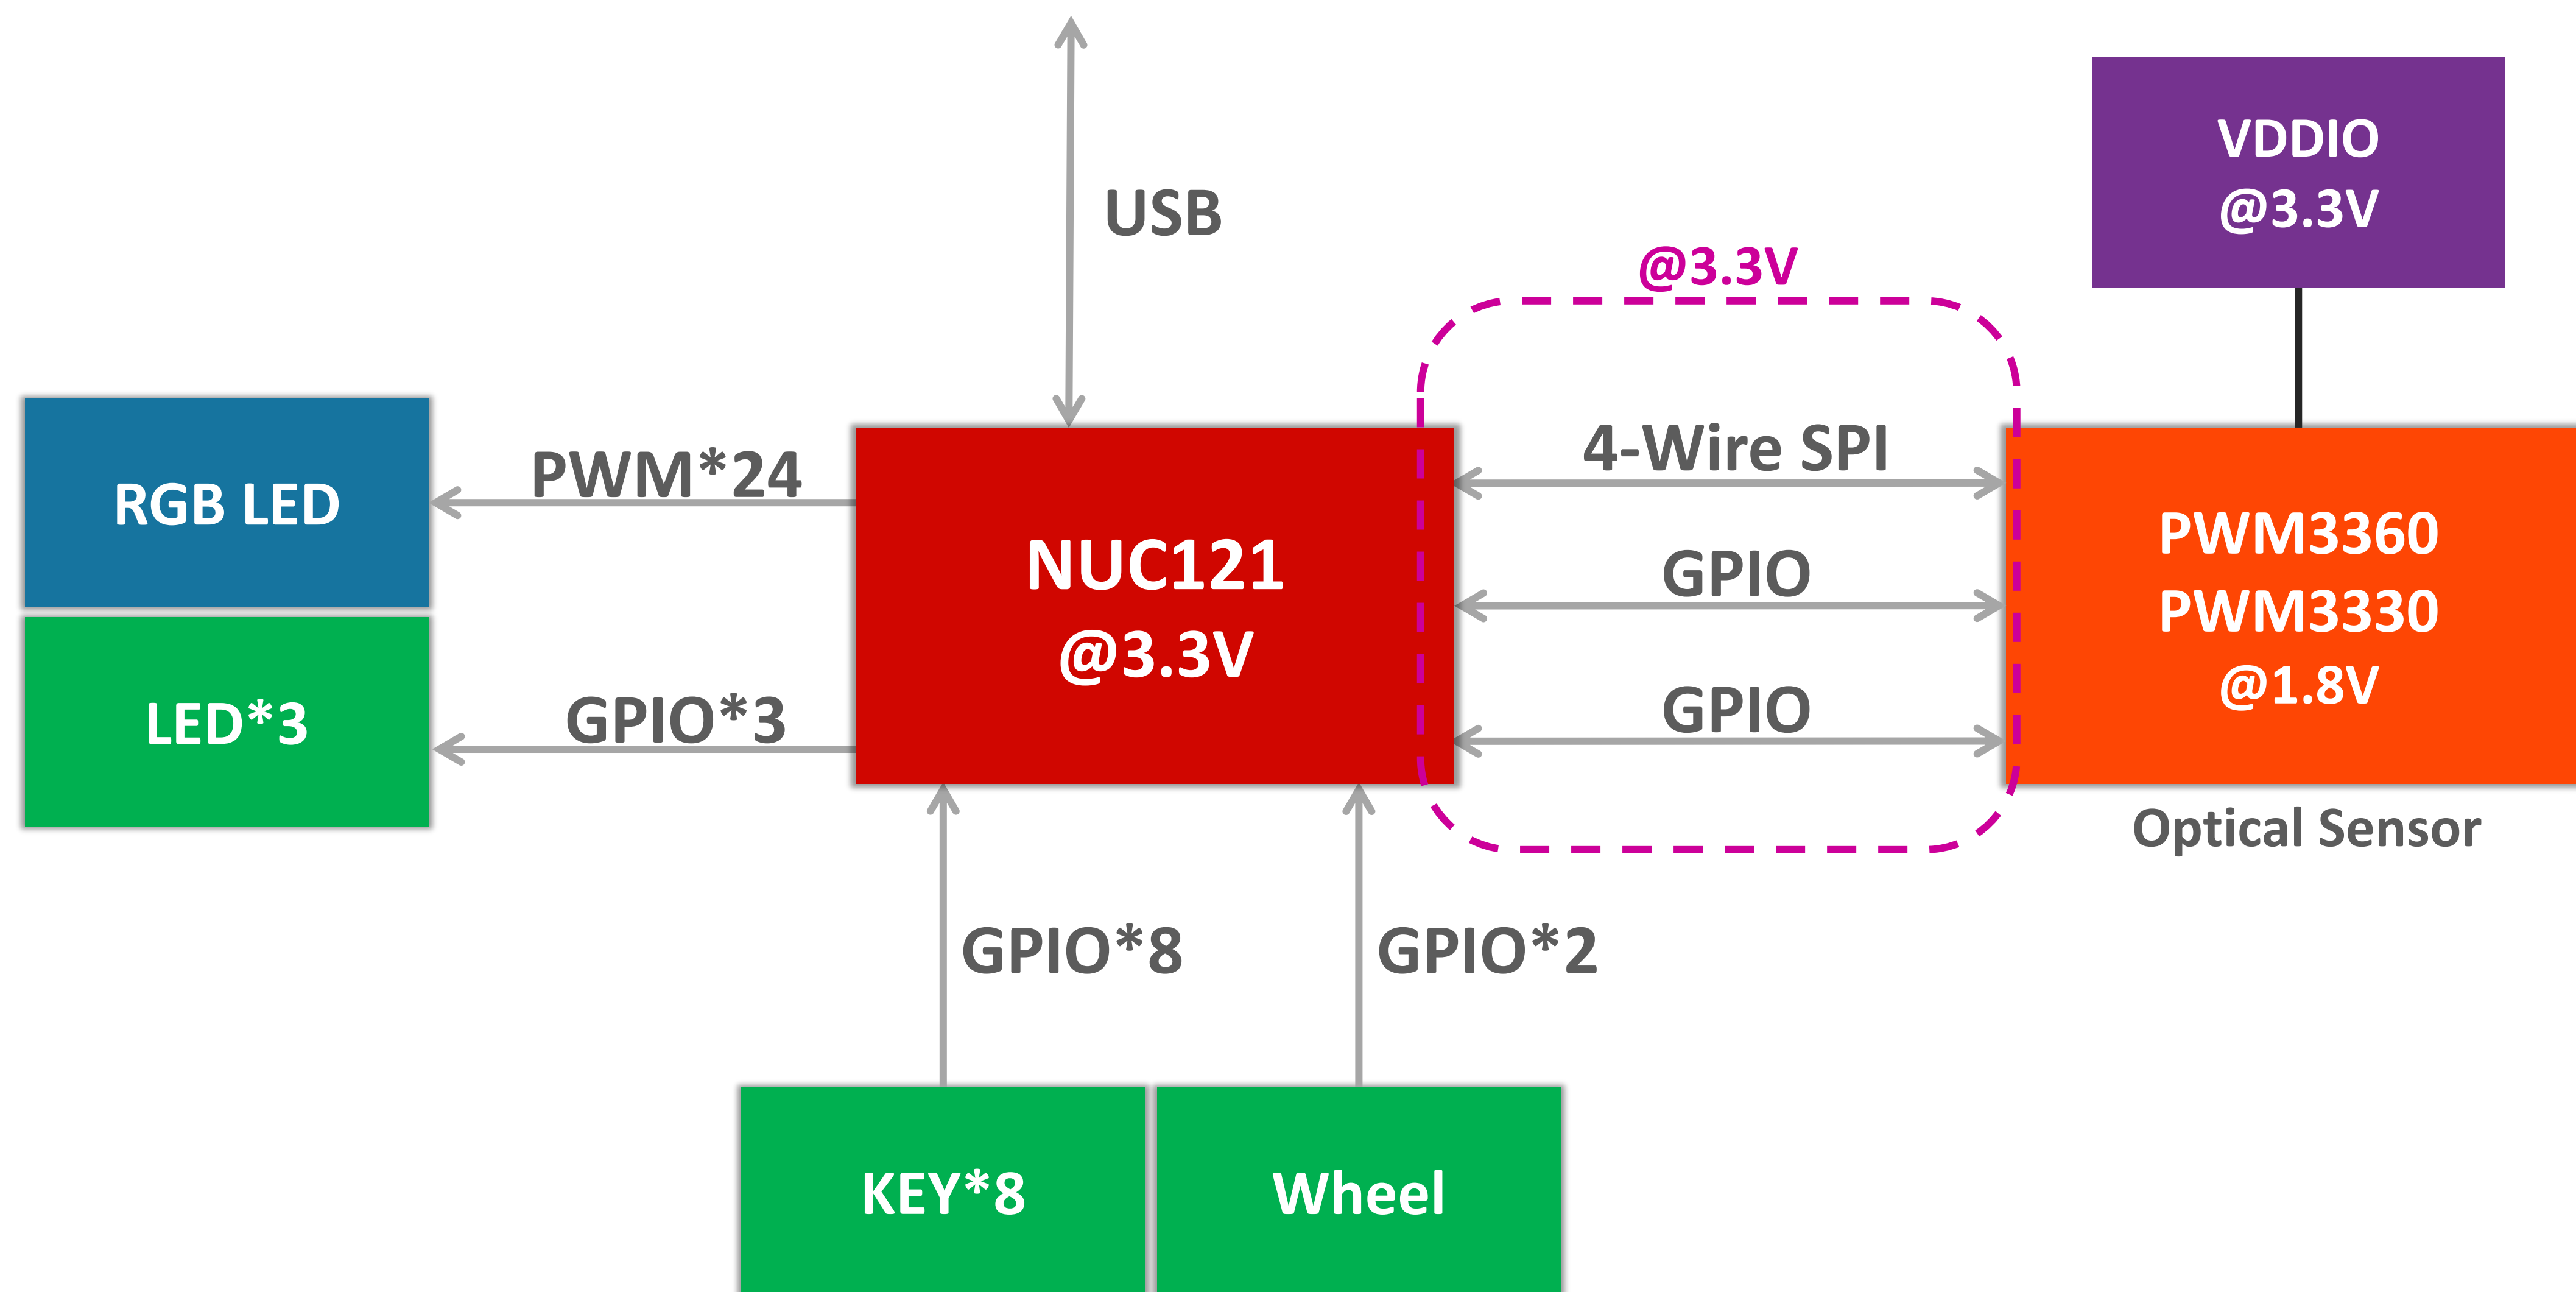 USB
VDDIO
@3.3V
@3.3V
RGB LED
PWM*24
NUC121
@3.3V
4-Wire SPI
GPIO
GPIO
PWM3360
PWM3330
@1.8V
LED*3
GPIO*3
Optical Sensor
GPIO*8
GPIO*2
KEY*8
Wheel